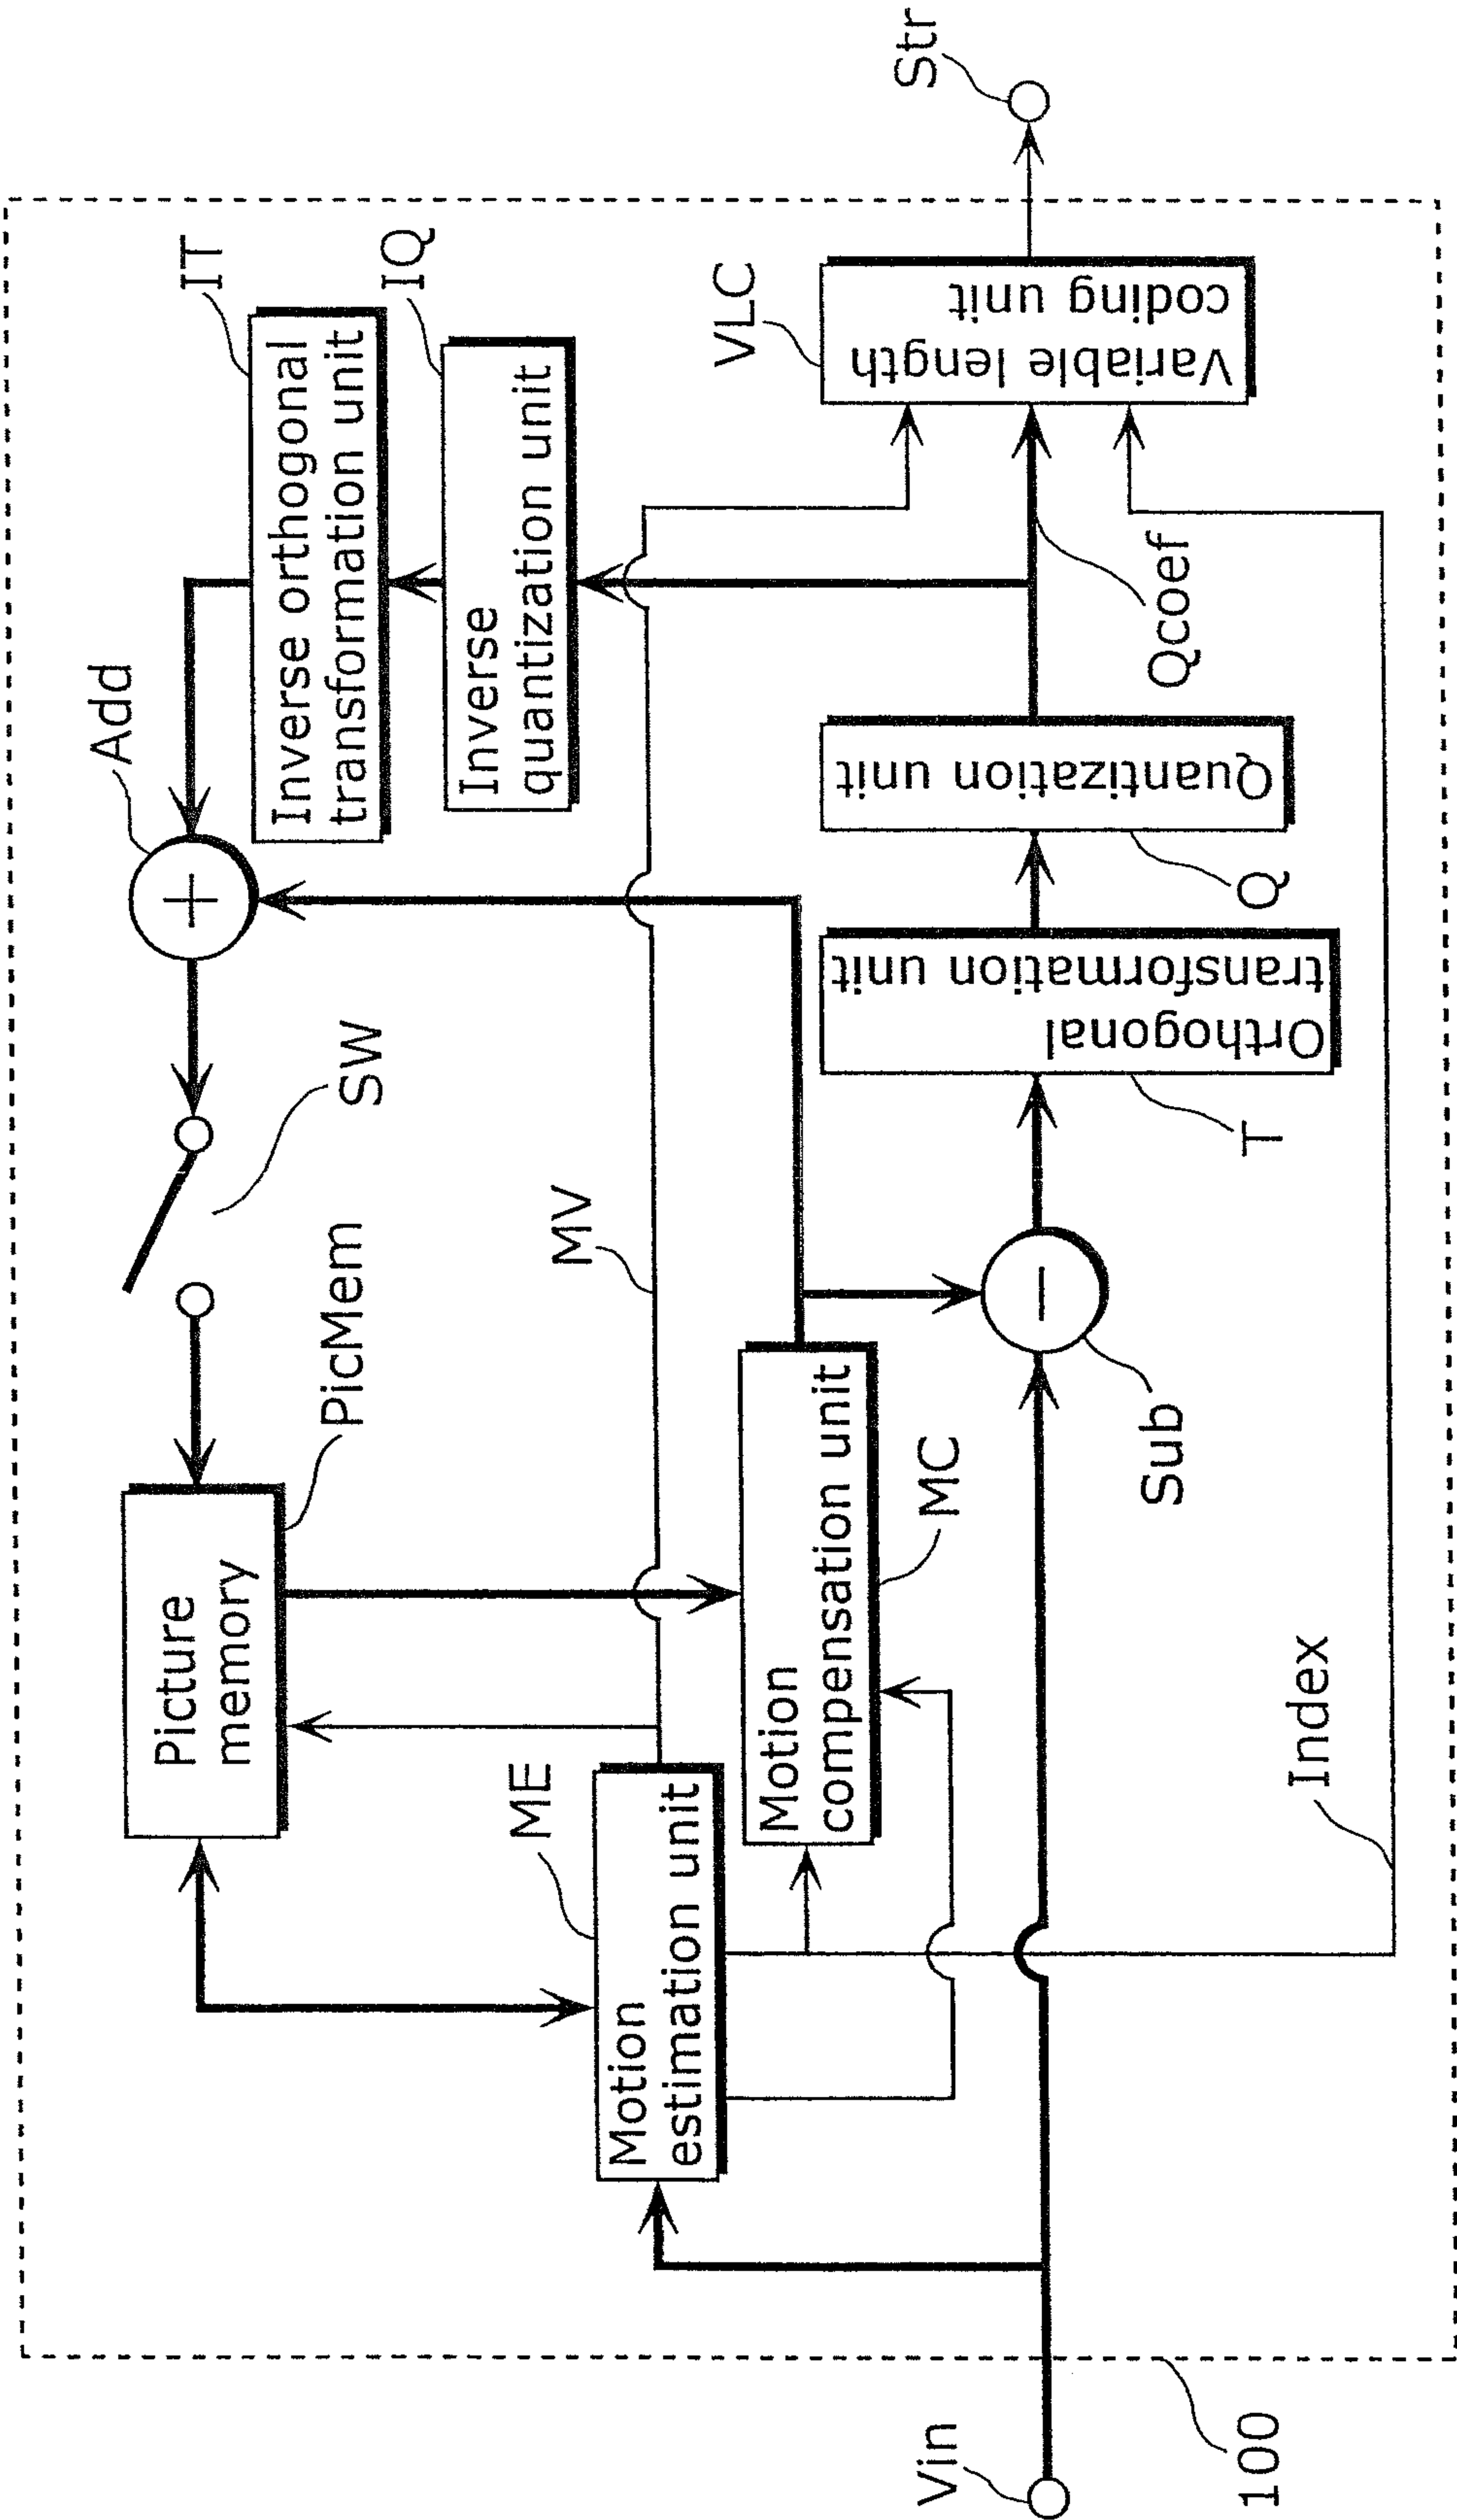 Vin
100
Motion
estimation unit
ME
Picture
memory
PicMem
SW
Add
Inverse orthogonal
transformation unit
IT
Inverse
quantization unit
IQ
MV
Motion
compensation unit
MC
Sub
Orthogonal
transformation unit
T
Quantization unit
Q
Qcoef
Variable length
coding unit
VLC
Str
Index
+
−